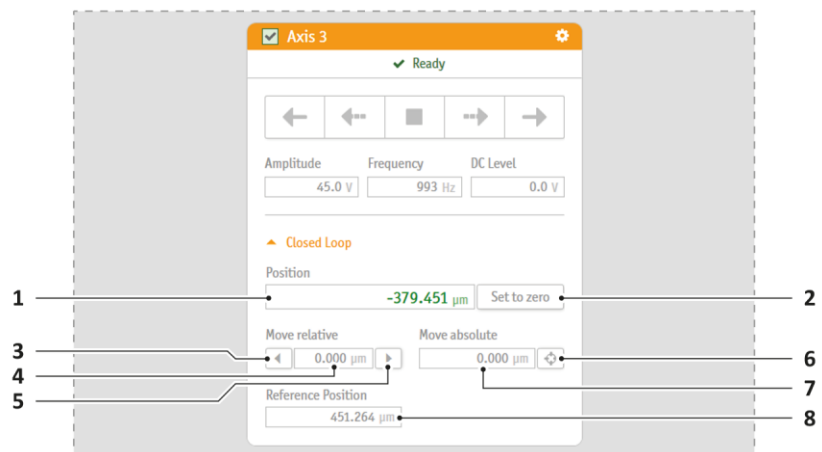 Axis 3
Ready
Amplitude Frequency DC Level
45.0 V 993 Hz 0.0 V
Closed Loop
Position
1 -379.451 µm Set to zero 2
Move relative Move absolute
3 0.000 µm 0.000 µm 6
4 7
5 Reference Position
451.264 µm 8